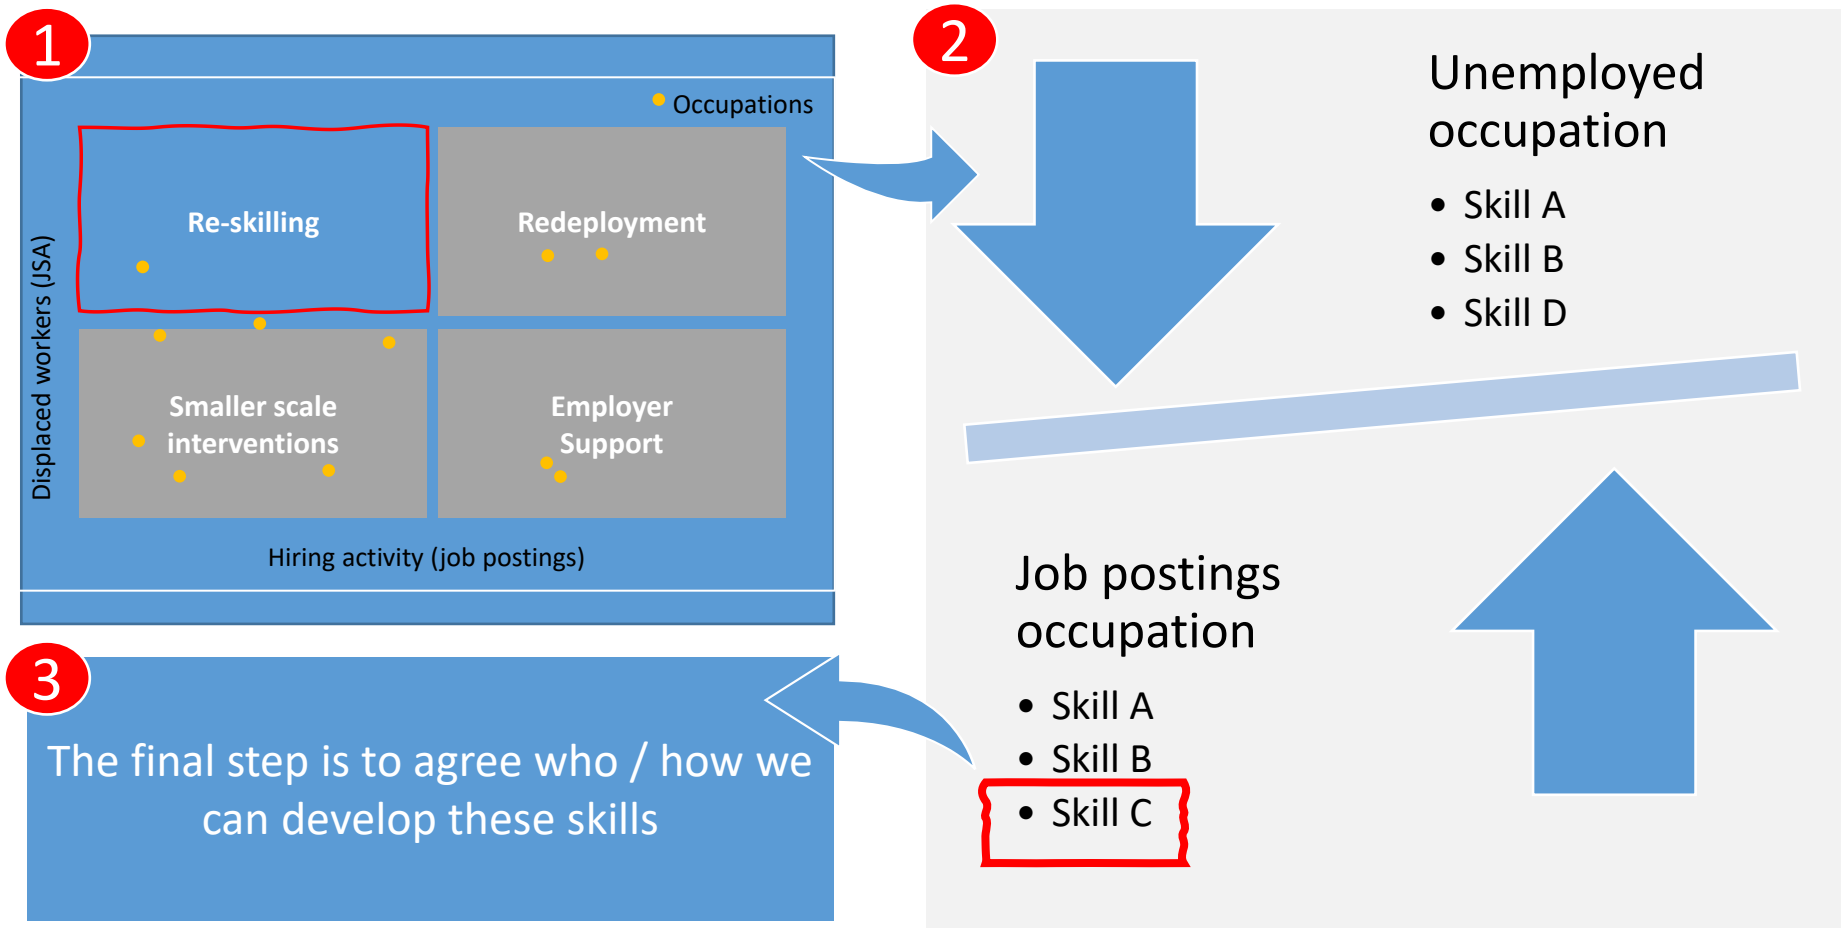 1
Occupations
Re-skilling
Redeployment
Smaller scale
interventions
Employer
Support
Displaced workers (JSA)
Hiring activity (job postings)
2
Unemployed
occupation
• Skill A
• Skill B
• Skill D
Job postings
occupation
• Skill A
• Skill B
• Skill C
3
The final step is to agree who / how we
can develop these skills